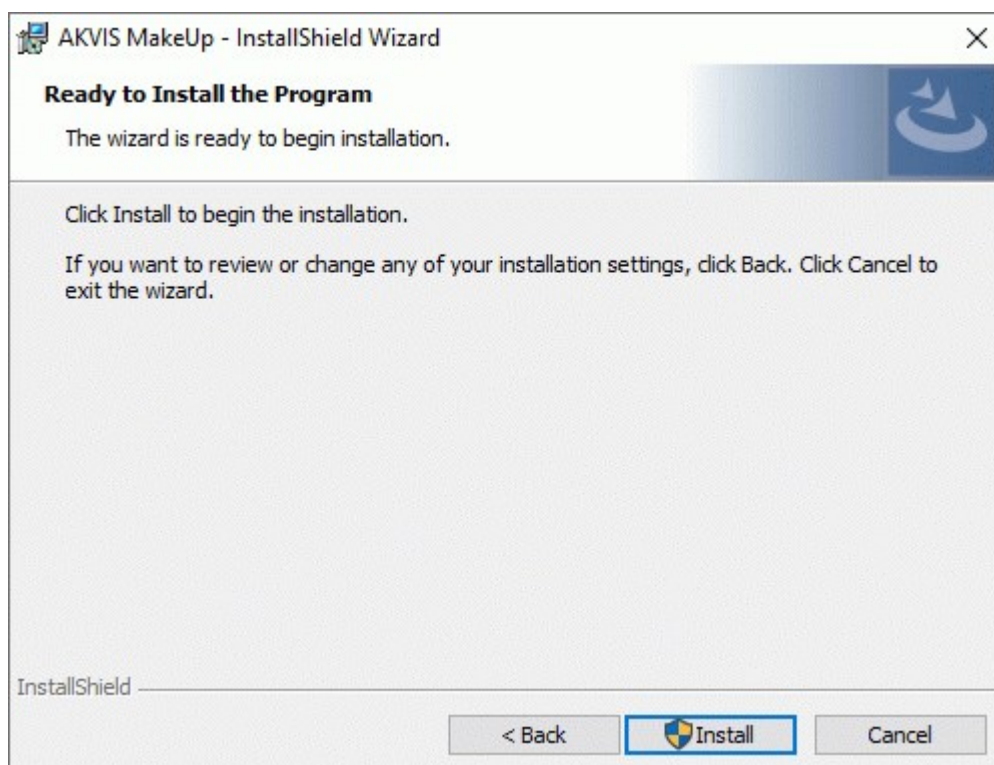 AKVIS MakeUp - InstallShield Wizard
Ready to Install the Program
The wizard is ready to begin installation.
Click Install to begin the installation.
If you want to review or change any of your installation settings, click Back. Click Cancel to
exit the wizard.
InstallShield
< Back
Install
Cancel